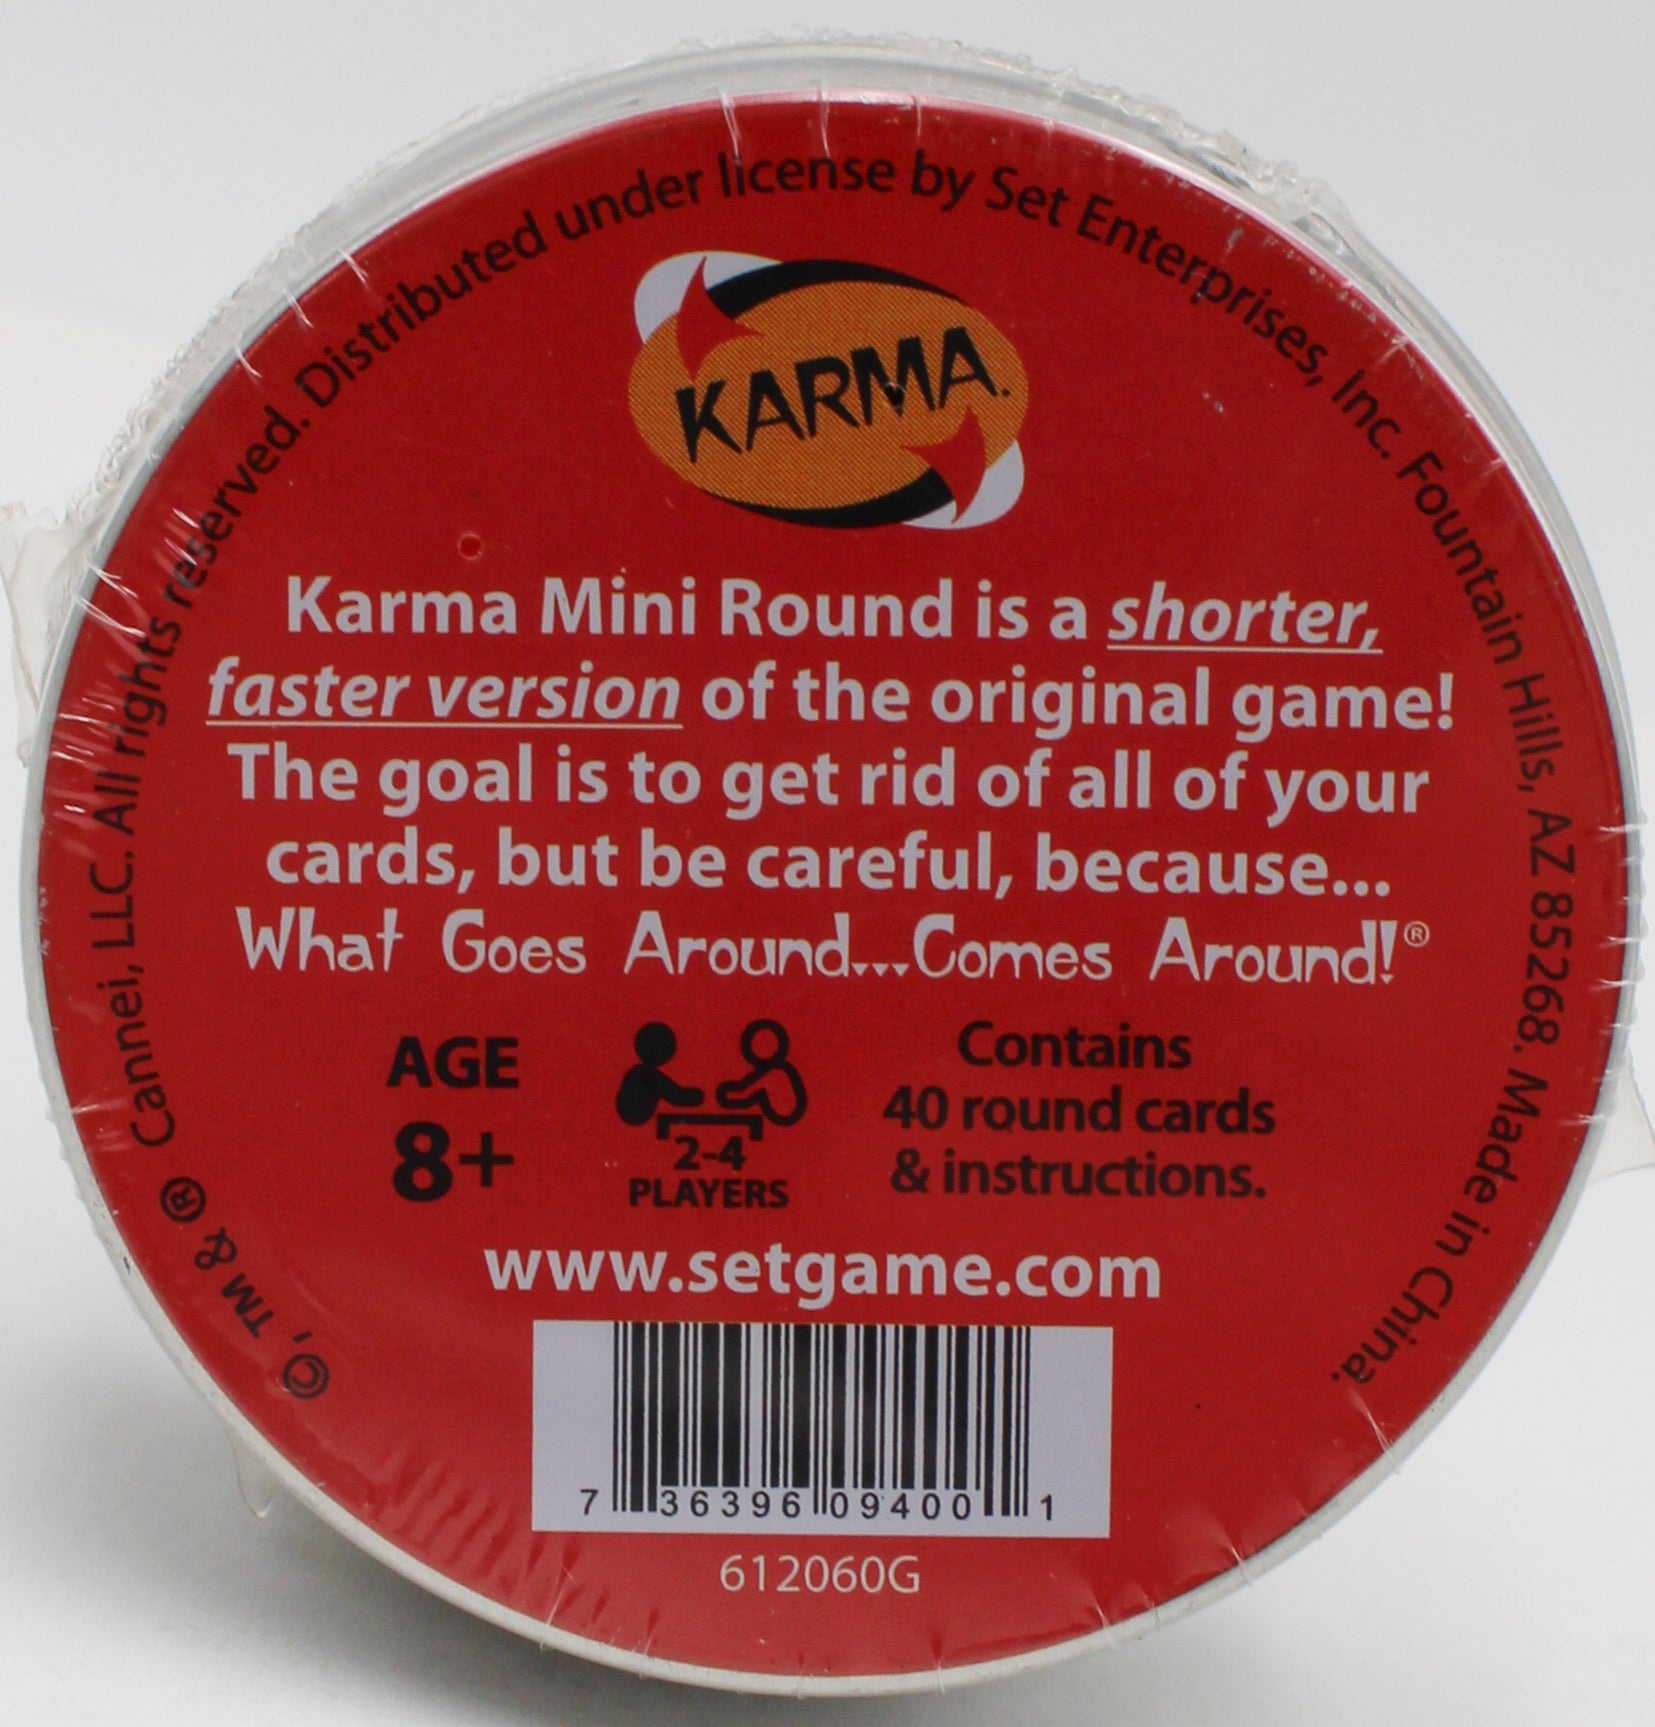 ©, TM & ® Cannei, LLC. All rights reserved. Distributed under license by Set Enterprises, Inc. Fountain Hills, AZ 85268. Made in China.
KARMA.
Karma Mini Round is a shorter,
faster version of the original game!
The goal is to get rid of all of your
cards, but be careful, because...
What Goes Around...Comes Around!®
AGE
8+
2-4
PLAYERS
Contains
40 round cards
& instructions.
www.setgame.com
7 36396 09400 1
612060G